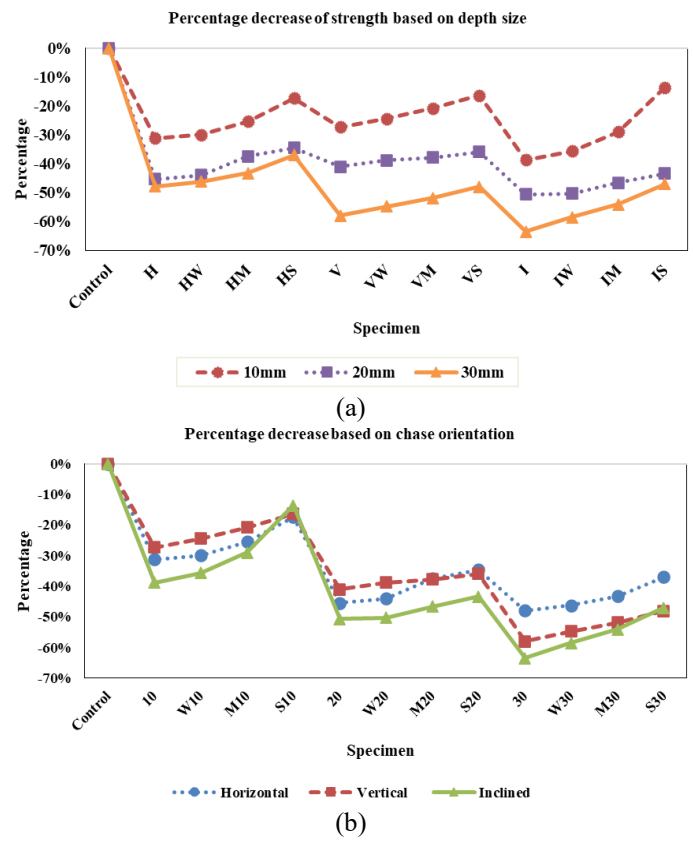 Percentage decrease of strength based on depth size
0%
-10%
-20%
-30%
-40%
-50%
-60%
-70%
Percentage
Control H HW HM HS V VW VM VS I IW IM IS
Specimen
10mm 20mm 30mm
(a)
Percentage decrease based on chase orientation
0%
-10%
-20%
-30%
-40%
-50%
-60%
-70%
Percentage
Control 10 W10 M10 S10 20 W20 M20 S20 30 W30 M30 S30
Specimen
Horizontal Vertical Inclined
(b)